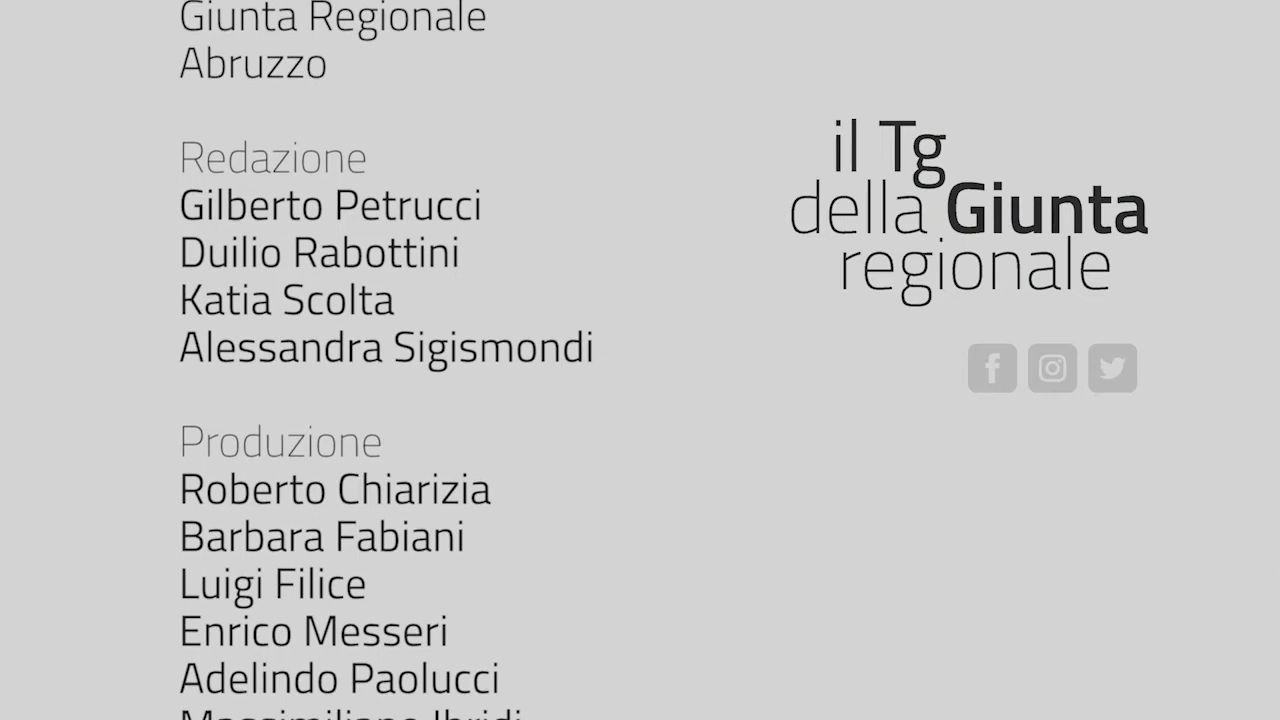 Giunta Regionale
Abruzzo
Redazione
Gilberto Petrucci
Duilio Rabottini
Katia Scolta
Alessandra Sigismondi
Produzione
Roberto Chiarizia
Barbara Fabiani
Luigi Filice
Enrico Messeri
Adelindo Paolucci
Massimiliano
il Tg
della Giunta
regionale